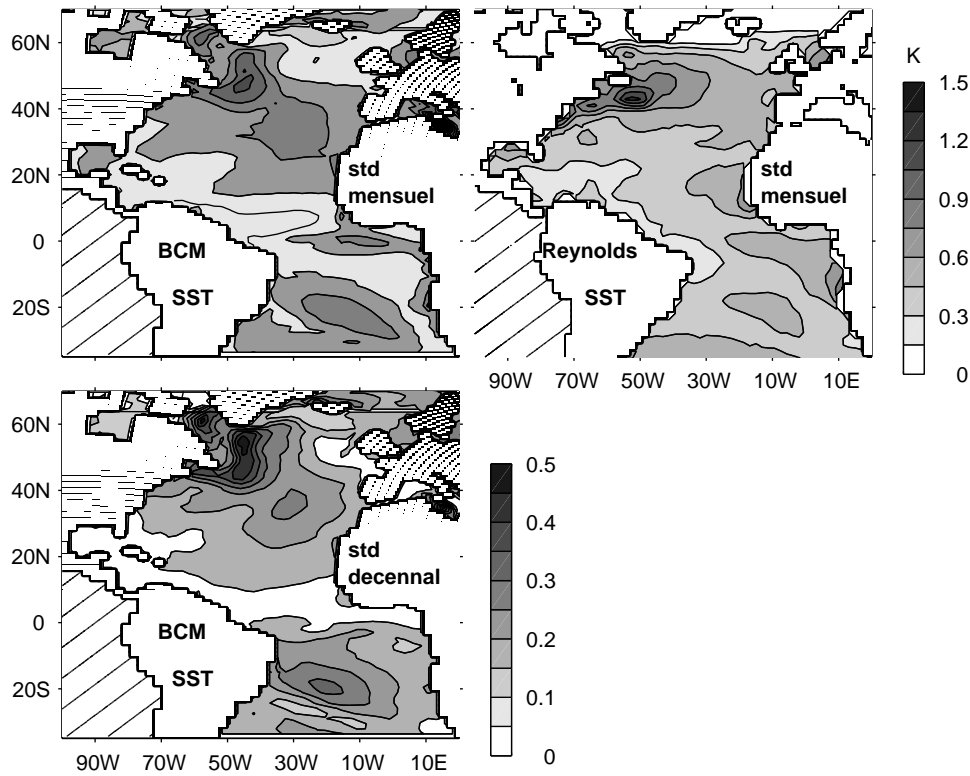 60N
40N
20N
0
20S
std
mensuel
BCM
SST
std
mensuel
Reynolds
SST
90W 70W 50W 30W 10W 10E
K
1.5
1.2
0.9
0.6
0.3
0
60N
40N
20N
0
20S
std
decennal
BCM
SST
90W 70W 50W 30W 10W 10E
0.5
0.4
0.3
0.2
0.1
0